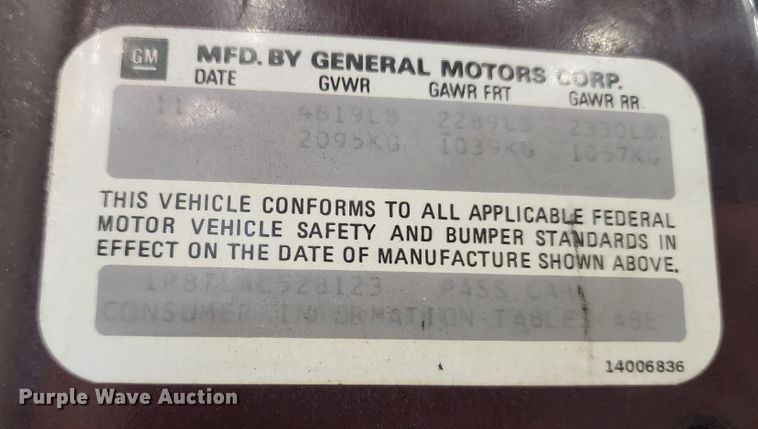 GM MFD. BY GENERAL MOTORS CORP.
DATE GVWR GAWR FRT GAWR RR
4619LB 2289LB 2330LB
2095KG 1039KG 1057KG
THIS VEHICLE CONFORMS TO ALL APPLICABLE FEDERAL
MOTOR VEHICLE SAFETY AND BUMPER STANDARDS IN
EFFECT ON THE DATE OF MANUFACTURE SHOWN ABOVE.
PASS CAR
CONSUMER INFORMATION TABLES
14006836
Purple Wave Auction